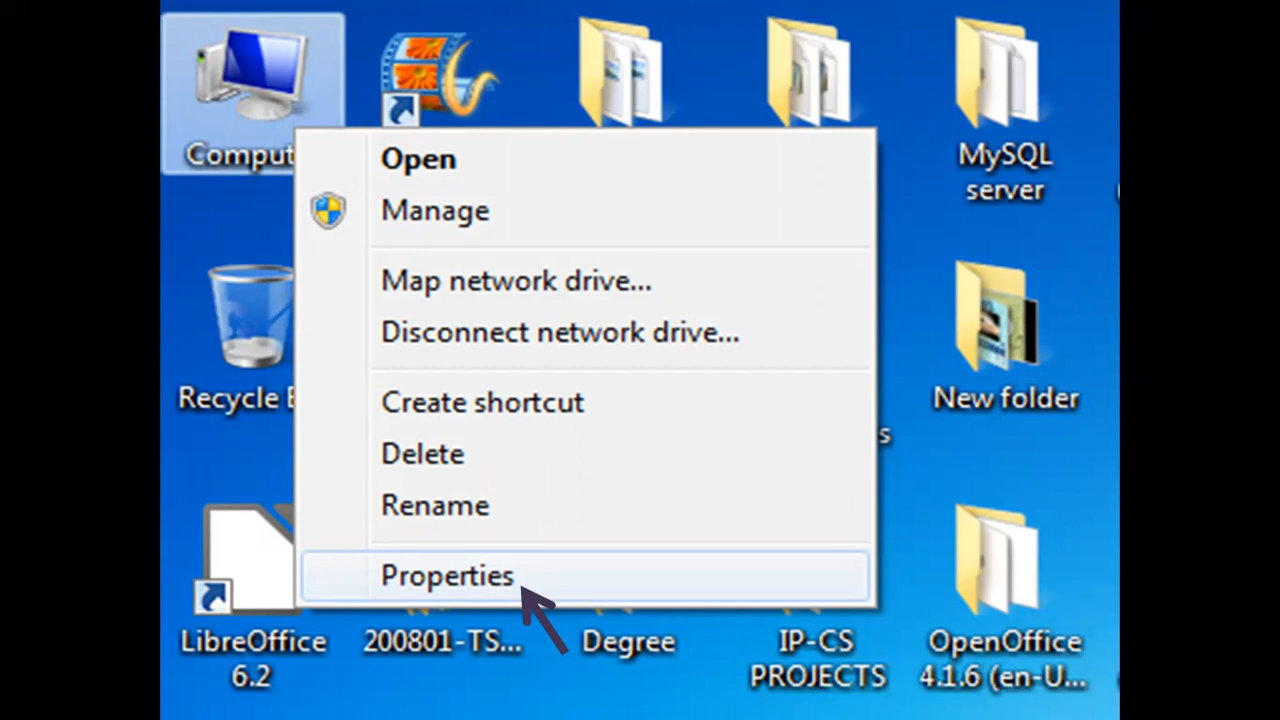 Comput
Open
Manage
Map network drive...
Disconnect network drive...
Create shortcut
Delete
Rename
Properties
MySQL
server
Recycle
New folder
s
LibreOffice
6.2
200801-TS...
Degree
IP-CS
PROJECTS
OpenOffice
4.1.6 (en-U...